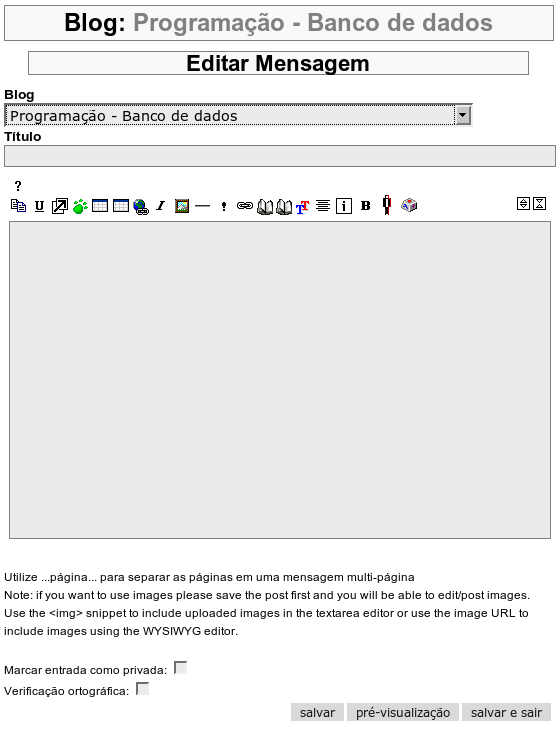 Blog: Programação - Banco de dados
Editar Mensagem
Blog
Programação - Banco de dados
Título
?
U I ! TT i B
Utilize ...página... para separar as páginas em uma mensagem multi-página
Note: if you want to use images please save the post first and you will be able to edit/post images.
Use the <img> snippet to include uploaded images in the textarea editor or use the image URL to
include images using the WYSIWYG editor.
Marcar entrada como privada:
Verificação ortográfica:
salvar pré-visualização salvar e sair